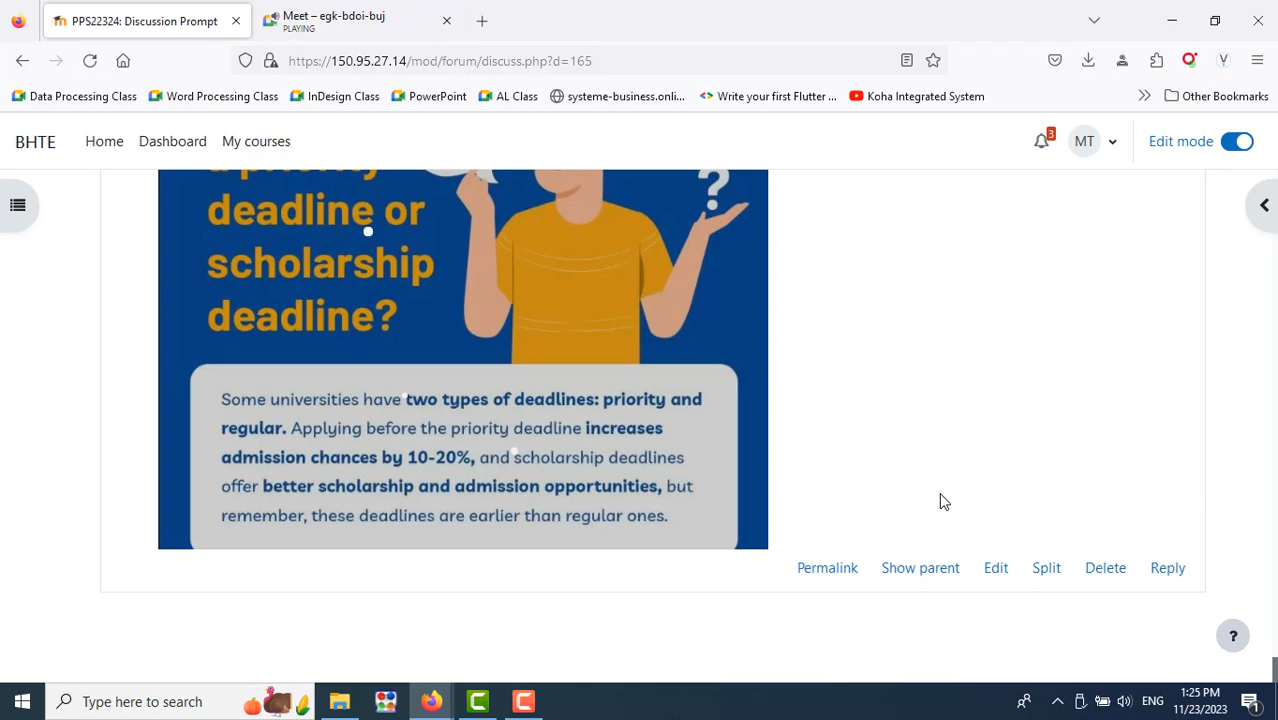 PPS22324: Discussion Prompt
Meet – egk-bdoi-buj
PLAYING
https://150.95.27.14/mod/forum/discuss.php?d=165
Data Processing Class
Word Processing Class
InDesign Class
PowerPoint
AL Class
systeme-business.onli...
Write your first Flutter ...
Koha Integrated System
Other Bookmarks
BHTE
Home
Dashboard
My courses
3
MT
Edit mode
a priority
deadline or
scholarship
deadline?
?
Some universities have two types of deadlines: priority and
regular. Applying before the priority deadline increases
admission chances by 10-20%, and scholarship deadlines
offer better scholarship and admission opportunities, but
remember, these deadlines are earlier than regular ones.
Permalink
Show parent
Edit
Split
Delete
Reply
?
Type here to search
ENG
1:25 PM
11/23/2023
1